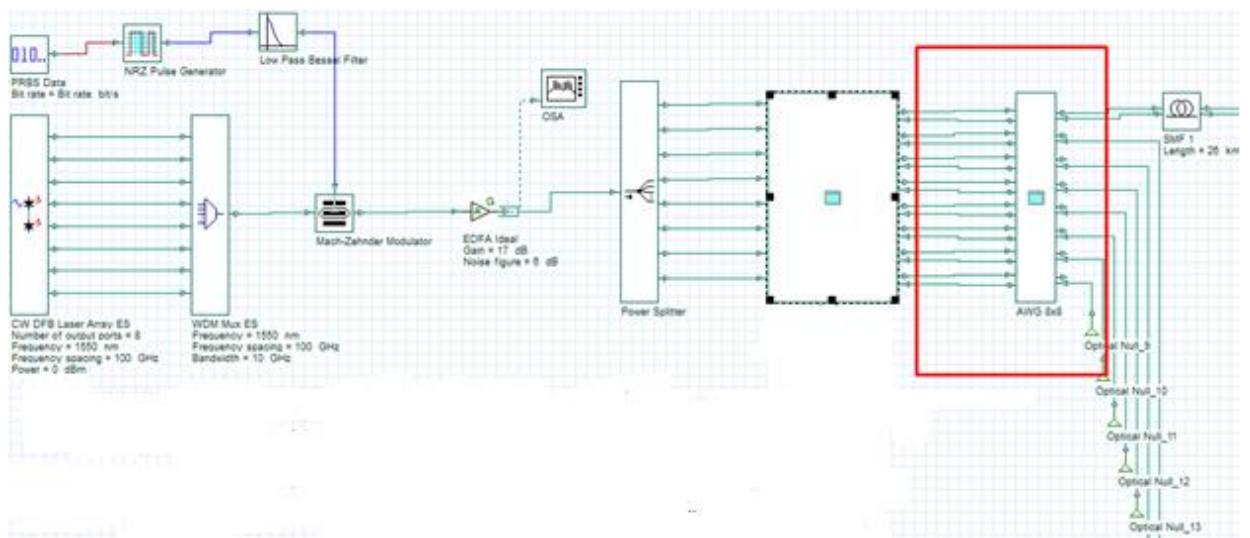 010...
PRBS Data
Bit rate = Bit rate bit/s
NRZ Pulse Generator
Low Pass Bessel Filter
OSA
Mach-Zehnder Modulator
EDFA Ideal
Gain = 17 dB
Noise figure = 6 dB
Power Splitter
AWG 8x8
SMF 1
Length = 26 km
CW DFB Laser Array ES
Number of output ports = 8
Frequency = 1550 nm
Frequency spacing = 100 GHz
Power = 0 dBm
WDM Mux ES
Frequency = 1550 nm
Frequency spacing = 100 GHz
Bandwidth = 10 GHz
Optical Null_9
Optical Null_10
Optical Null_11
Optical Null_12
Optical Null_13